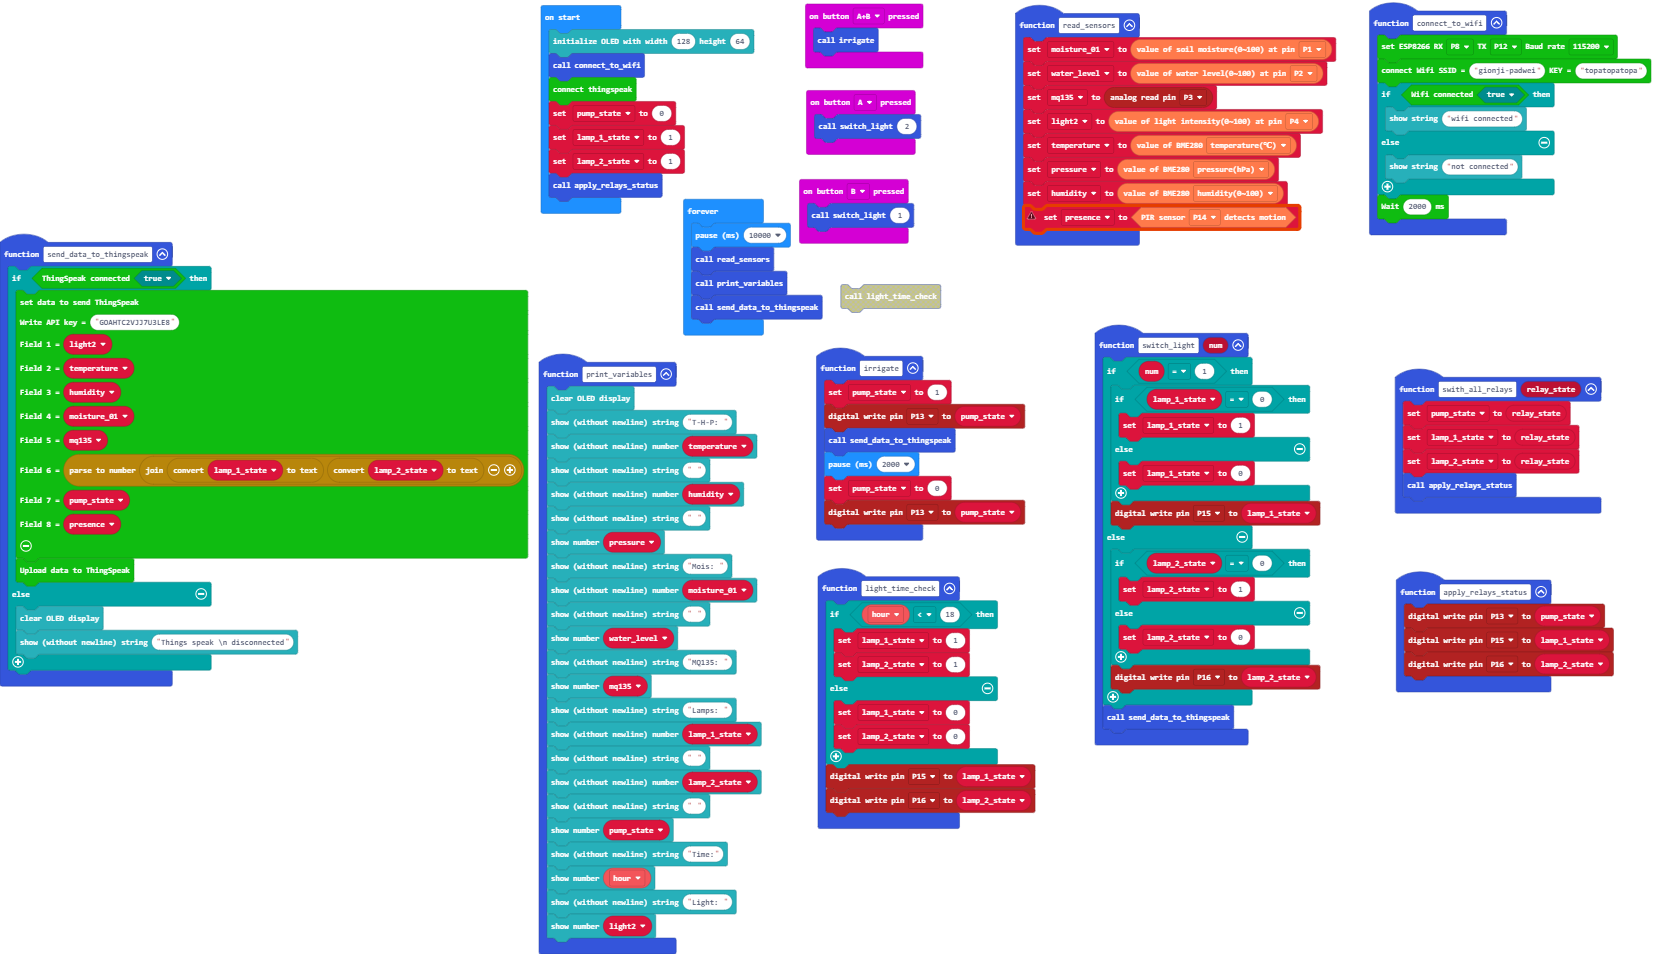 on start
initialize OLED with width 128 height 64
call connect_to_wifi
connect thingspeak
set pump_state to 0
set lamp_1_state to 1
set lamp_2_state to 1
call apply_relays_status
on button A+B pressed
call irrigate
on button A pressed
call switch_light 2
on button B pressed
call switch_light 1
forever
pause (ms) 10000
call read_sensors
call print_variables
call send_data_to_thingspeak
call light_time_check
function read_sensors
set moisture_01 to value of soil moisture(0~100) at pin P1
set water_level to value of water level(0~100) at pin P2
set mq135 to analog read pin P3
set light2 to value of light intensity(0~100) at pin P4
set temperature to value of BME280 temperature(℃)
set pressure to value of BME280 pressure(hPa)
set humidity to value of BME280 humidity(0~100)
set presence to PIR sensor P14 detects motion
function connect_to_wifi
set ESP8266 RX P8 TX P12 Baud rate 115200
connect Wifi SSID = "gionji-padwei" KEY = "topatopatopa"
if Wifi connected true then
show string "wifi connected"
else
show string "not connected"
Wait 2000 ms
function send_data_to_thingspeak
if ThingSpeak connected true then
set data to send ThingSpeak
Write API key = "GOAHTC2VJJ7U3LE8"
Field 1 = light2
Field 2 = temperature
Field 3 = humidity
Field 4 = moisture_01
Field 5 = mq135
Field 6 = parse to number join convert lamp_1_state to text convert lamp_2_state to text
Field 7 = pump_state
Field 8 = presence
Upload data to ThingSpeak
else
clear OLED display
show (without newline) string "Things speak \n disconnected"
function print_variables
clear OLED display
show (without newline) string "T-H-P: "
show (without newline) number temperature
show (without newline) string " "
show (without newline) number humidity
show (without newline) string " "
show number pressure
show (without newline) string "Mois: "
show (without newline) number moisture_01
show (without newline) string " "
show number water_level
show (without newline) string "MQ135: "
show number mq135
show (without newline) string "Lamps: "
show (without newline) number lamp_1_state
show (without newline) string " "
show (without newline) number lamp_2_state
show (without newline) string " "
show number pump_state
show (without newline) string "Time:"
show number hour
show (without newline) string "Light: "
show number light2
function irrigate
set pump_state to 1
digital write pin P13 to pump_state
call send_data_to_thingspeak
pause (ms) 2000
set pump_state to 0
digital write pin P13 to pump_state
function light_time_check
if hour < 18 then
set lamp_1_state to 1
set lamp_2_state to 1
else
set lamp_1_state to 0
set lamp_2_state to 0
digital write pin P15 to lamp_1_state
digital write pin P16 to lamp_2_state
function switch_light num
if num = 1 then
if lamp_1_state = 0 then
set lamp_1_state to 1
else
set lamp_1_state to 0
digital write pin P15 to lamp_1_state
else
if lamp_2_state = 0 then
set lamp_2_state to 1
else
set lamp_2_state to 0
digital write pin P16 to lamp_2_state
call send_data_to_thingspeak
function swith_all_relays relay_state
set pump_state to relay_state
set lamp_1_state to relay_state
set lamp_2_state to relay_state
call apply_relays_status
function apply_relays_status
digital write pin P13 to pump_state
digital write pin P15 to lamp_1_state
digital write pin P16 to lamp_2_state